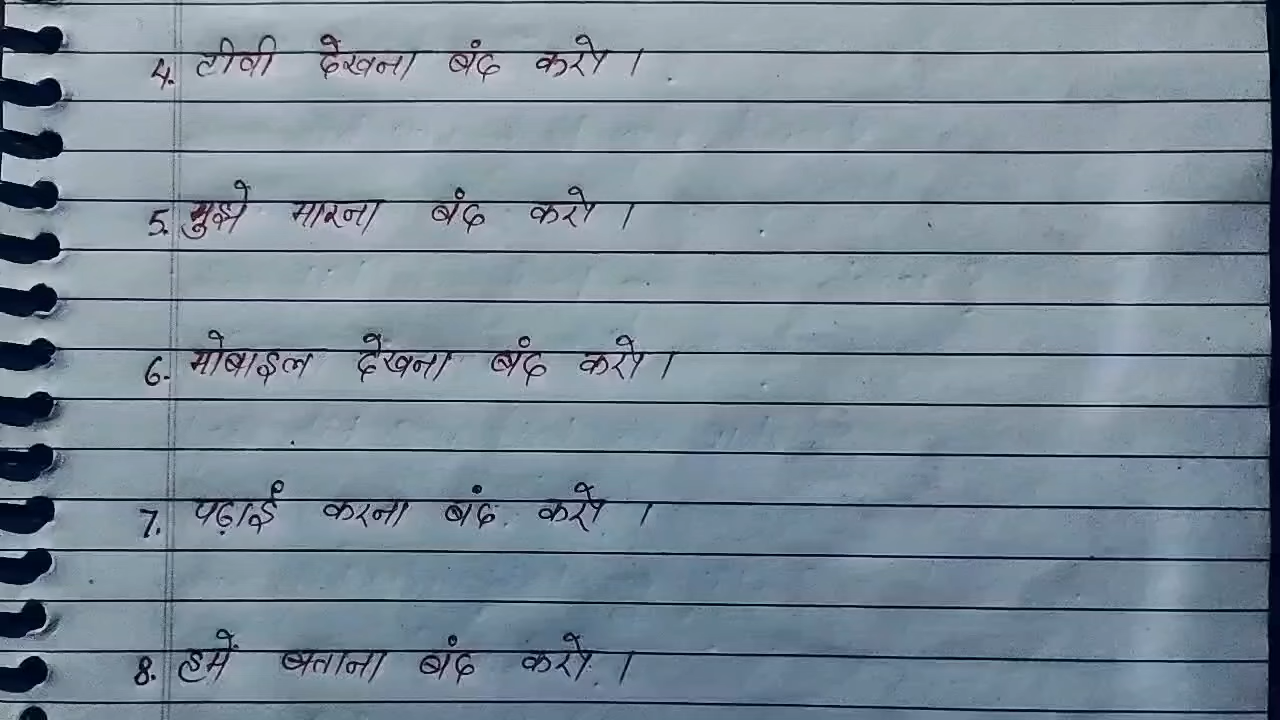 4. टीवी देखना बंद करो ।
5. मुझे मारना बंद करो ।
6. मोबाइल देखना बंद करो ।
7. पढ़ाई करना बंद करो ।
8. हमें बताना बंद करो ।